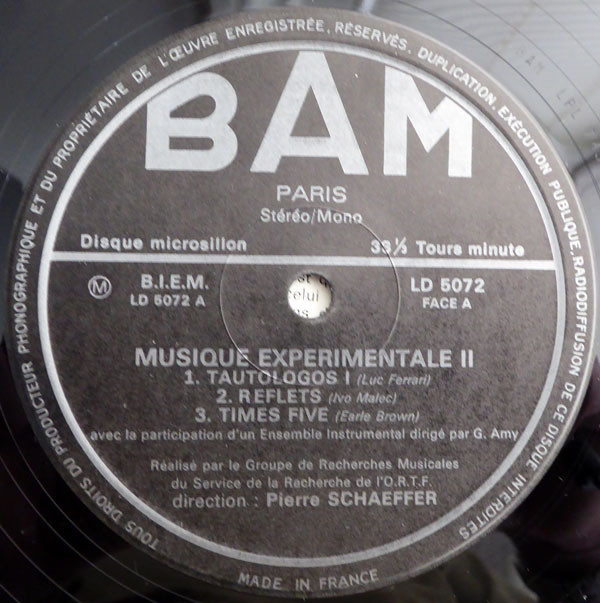 TOUS DROITS DU PRODUCTEUR PHONOGRAPHIQUE ET DU PROPRIÉTAIRE DE L'ŒUVRE ENREGISTRÉE, RÉSERVÉS. DUPLICATION, EXÉCUTION PUBLIQUE, RADIODIFFUSION DE CE DISQUE INTERDITES
BAM
PARIS
Stéréo/Mono
Disque microsillon 33⅓ Tours minute
M B.I.E.M. LD 5072
LD 5072 A FACE A
celui
MUSIQUE EXPERIMENTALE II
1. TAUTOLOGOS I (Luc Ferrari)
2. REFLETS (Ivo Malec)
3. TIMES FIVE (Earle Brown)
avec la participation d'un Ensemble Instrumental dirigé par G. Amy
Réalisé par le Groupe de Recherches Musicales
du Service de la Recherche de l'O.R.T.F.
direction : Pierre SCHAEFFER
MADE IN FRANCE